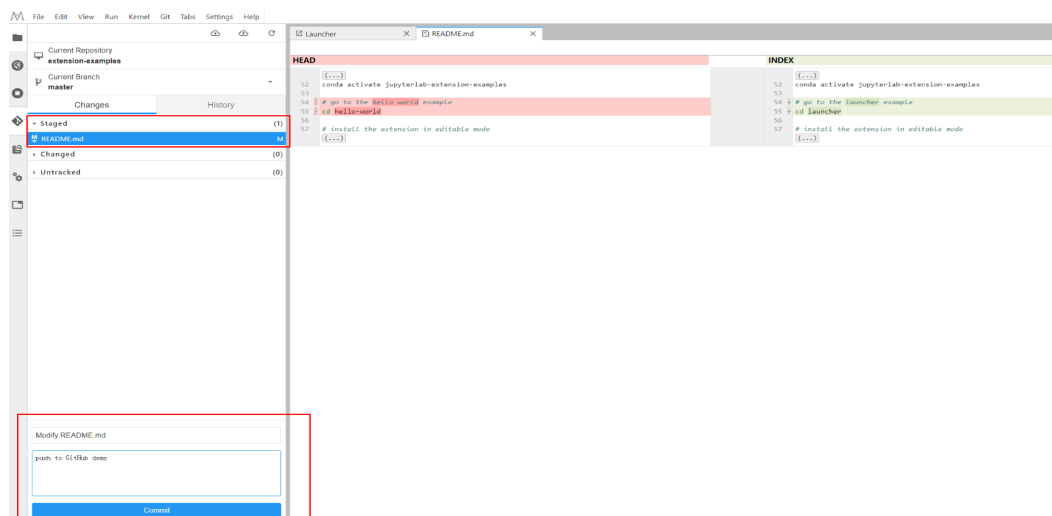 File Edit View Run Kernel Git Tabs Settings Help
Launcher
README.md
Current Repository
extension-examples
Current Branch
master
Changes
History
Staged (1)
README.md M
Changed (0)
Untracked (0)
HEAD
INDEX
(...)
52 conda activate jupyterlab-extension-examples
53
54 - # go to the hello world example
55 - cd hello-world
56
57 # install the extension in editable mode
(...)
(...)
52 conda activate jupyterlab-extension-examples
53
54 + # go to the launcher example
55 + cd launcher
56
57 # install the extension in editable mode
(...)
Modify README.md
push to GitHub demo
Commit